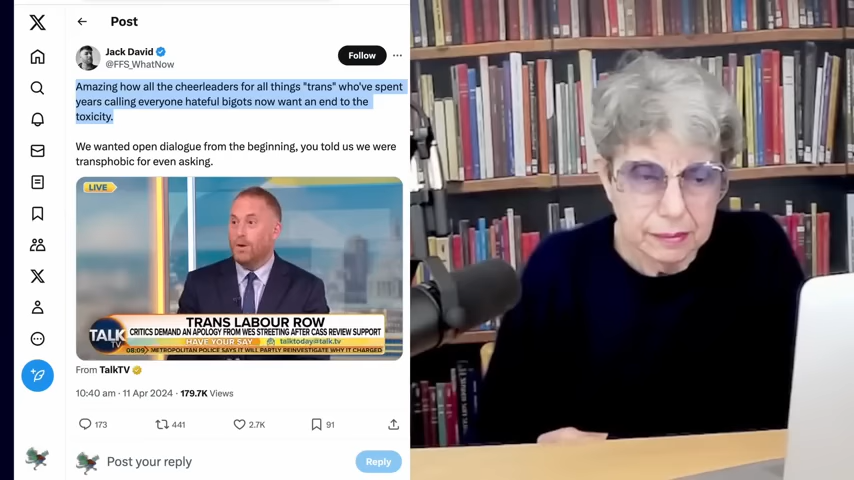 Post
Jack David
@FFS_WhatNow
Follow
Amazing how all the cheerleaders for all things "trans" who've spent
years calling everyone hateful bigots now want an end to the
toxicity.
We wanted open dialogue from the beginning, you told us we were
transphobic for even asking.
LIVE
TRANS LABOUR ROW
CRITICS DEMAND AN APOLOGY FROM WES STREETING AFTER CASS REVIEW SUPPORT
HAVE YOUR SAY talktoday@talk.tv
TALK
TV
08:09 METROPOLITAN POLICE SAYS IT WILL PARTLY REINVESTIGATE WHY IT CHARGED
From TalkTV
10:40 am · 11 Apr 2024 · 179.7K Views
173 441 2.7K 91
Post your reply
Reply